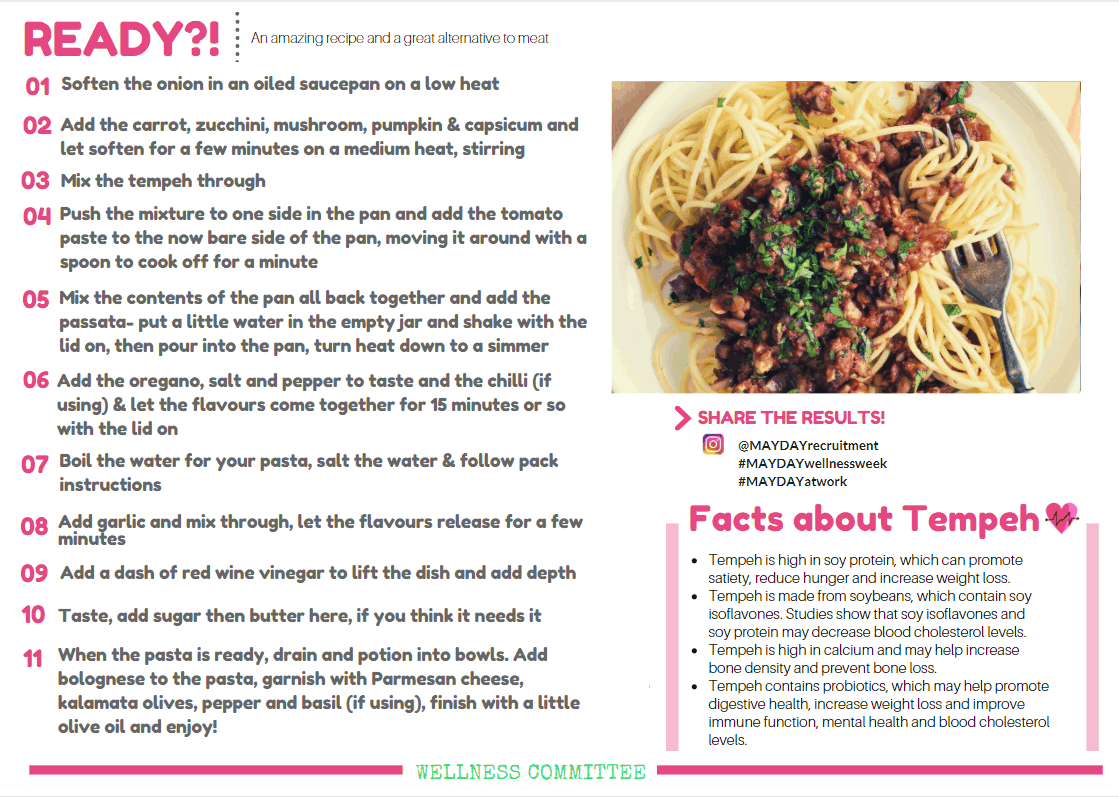 READY?!
An amazing recipe and a great alternative to meat
01 Soften the onion in an oiled saucepan on a low heat
02 Add the carrot, zucchini, mushroom, pumpkin & capsicum and
let soften for a few minutes on a medium heat, stirring
03 Mix the tempeh through
04 Push the mixture to one side in the pan and add the tomato
paste to the now bare side of the pan, moving it around with a
spoon to cook off for a minute
05 Mix the contents of the pan all back together and add the
passata- put a little water in the empty jar and shake with the
lid on, then pour into the pan, turn heat down to a simmer
06 Add the oregano, salt and pepper to taste and the chilli (if
using) & let the flavours come together for 15 minutes or so
with the lid on
07 Boil the water for your pasta, salt the water & follow pack
instructions
08 Add garlic and mix through, let the flavours release for a few
minutes
09 Add a dash of red wine vinegar to lift the dish and add depth
10 Taste, add sugar then butter here, if you think it needs it
11 When the pasta is ready, drain and potion into bowls. Add
bolognese to the pasta, garnish with Parmesan cheese,
kalamata olives, pepper and basil (if using), finish with a little
olive oil and enjoy!
SHARE THE RESULTS!
@MAYDAYrecruitment
#MAYDAYwellnessweek
#MAYDAYatwork
Facts about Tempeh
• Tempeh is high in soy protein, which can promote
satiety, reduce hunger and increase weight loss.
• Tempeh is made from soybeans, which contain soy
isoflavones. Studies show that soy isoflavones and
soy protein may decrease blood cholesterol levels.
• Tempeh is high in calcium and may help increase
bone density and prevent bone loss.
• Tempeh contains probiotics, which may help promote
digestive health, increase weight loss and improve
immune function, mental health and blood cholesterol
levels.
WELLNESS COMMITTEE